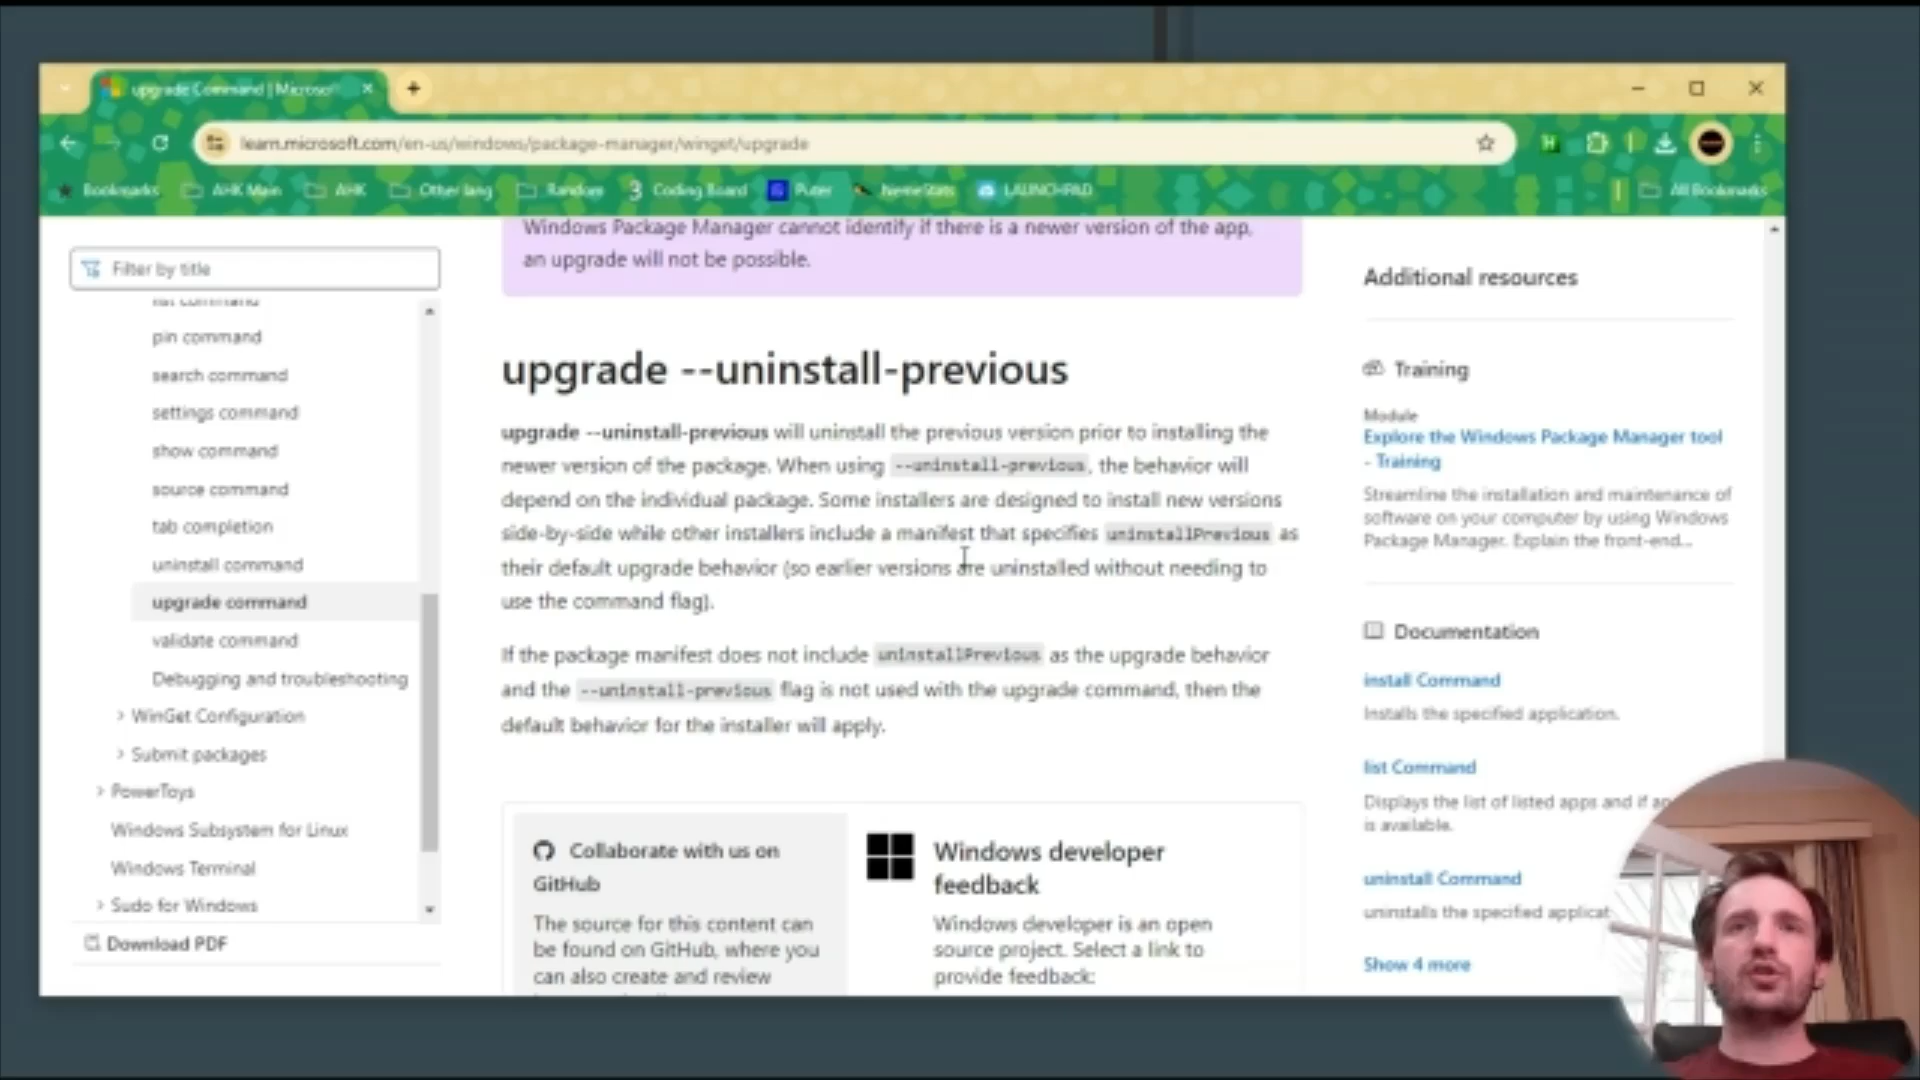 upgrade Command | Microsof
learn.microsoft.com/en-us/windows/package-manager/winget/upgrade
Bookmarks AHK Main AHK Other lang Random Coding Board Puter NemeStats LAUNCHPAD All Bookmarks
Filter by title
list command
pin command
search command
settings command
show command
source command
tab completion
uninstall command
upgrade command
validate command
Debugging and troubleshooting
WinGet Configuration
Submit packages
PowerToys
Windows Subsystem for Linux
Windows Terminal
Sudo for Windows
Download PDF
Windows Package Manager cannot identify if there is a newer version of the app,
an upgrade will not be possible.
upgrade --uninstall-previous
upgrade --uninstall-previous will uninstall the previous version prior to installing the
newer version of the package. When using --uninstall-previous, the behavior will
depend on the individual package. Some installers are designed to install new versions
side-by-side while other installers include a manifest that specifies uninstallPrevious as
their default upgrade behavior (so earlier versions are uninstalled without needing to
use the command flag).
If the package manifest does not include uninstallPrevious as the upgrade behavior
and the --uninstall-previous flag is not used with the upgrade command, then the
default behavior for the installer will apply.
Collaborate with us on
GitHub
The source for this content can
be found on GitHub, where you
can also create and review
Windows developer
feedback
Windows developer is an open
source project. Select a link to
provide feedback:
Additional resources
Training
Module
Explore the Windows Package Manager tool
- Training
Streamline the installation and maintenance of
software on your computer by using Windows
Package Manager. Explain the front-end...
Documentation
install Command
Installs the specified application.
list Command
Displays the list of listed apps and if ap
is available.
uninstall Command
uninstalls the specified applicat
Show 4 more